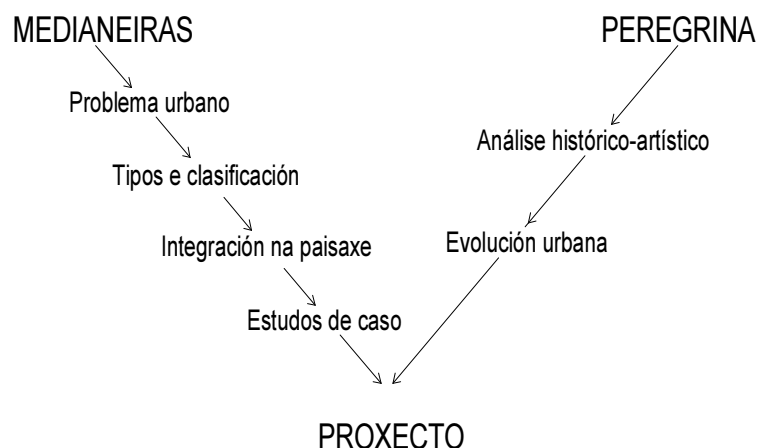 MEDIANEIRAS
PEREGRINA
Problema urbano
Análise histórico-artístico
Tipos e clasificación
Integración na paisaxe
Evolución urbana
Estudos de caso
PROXECTO